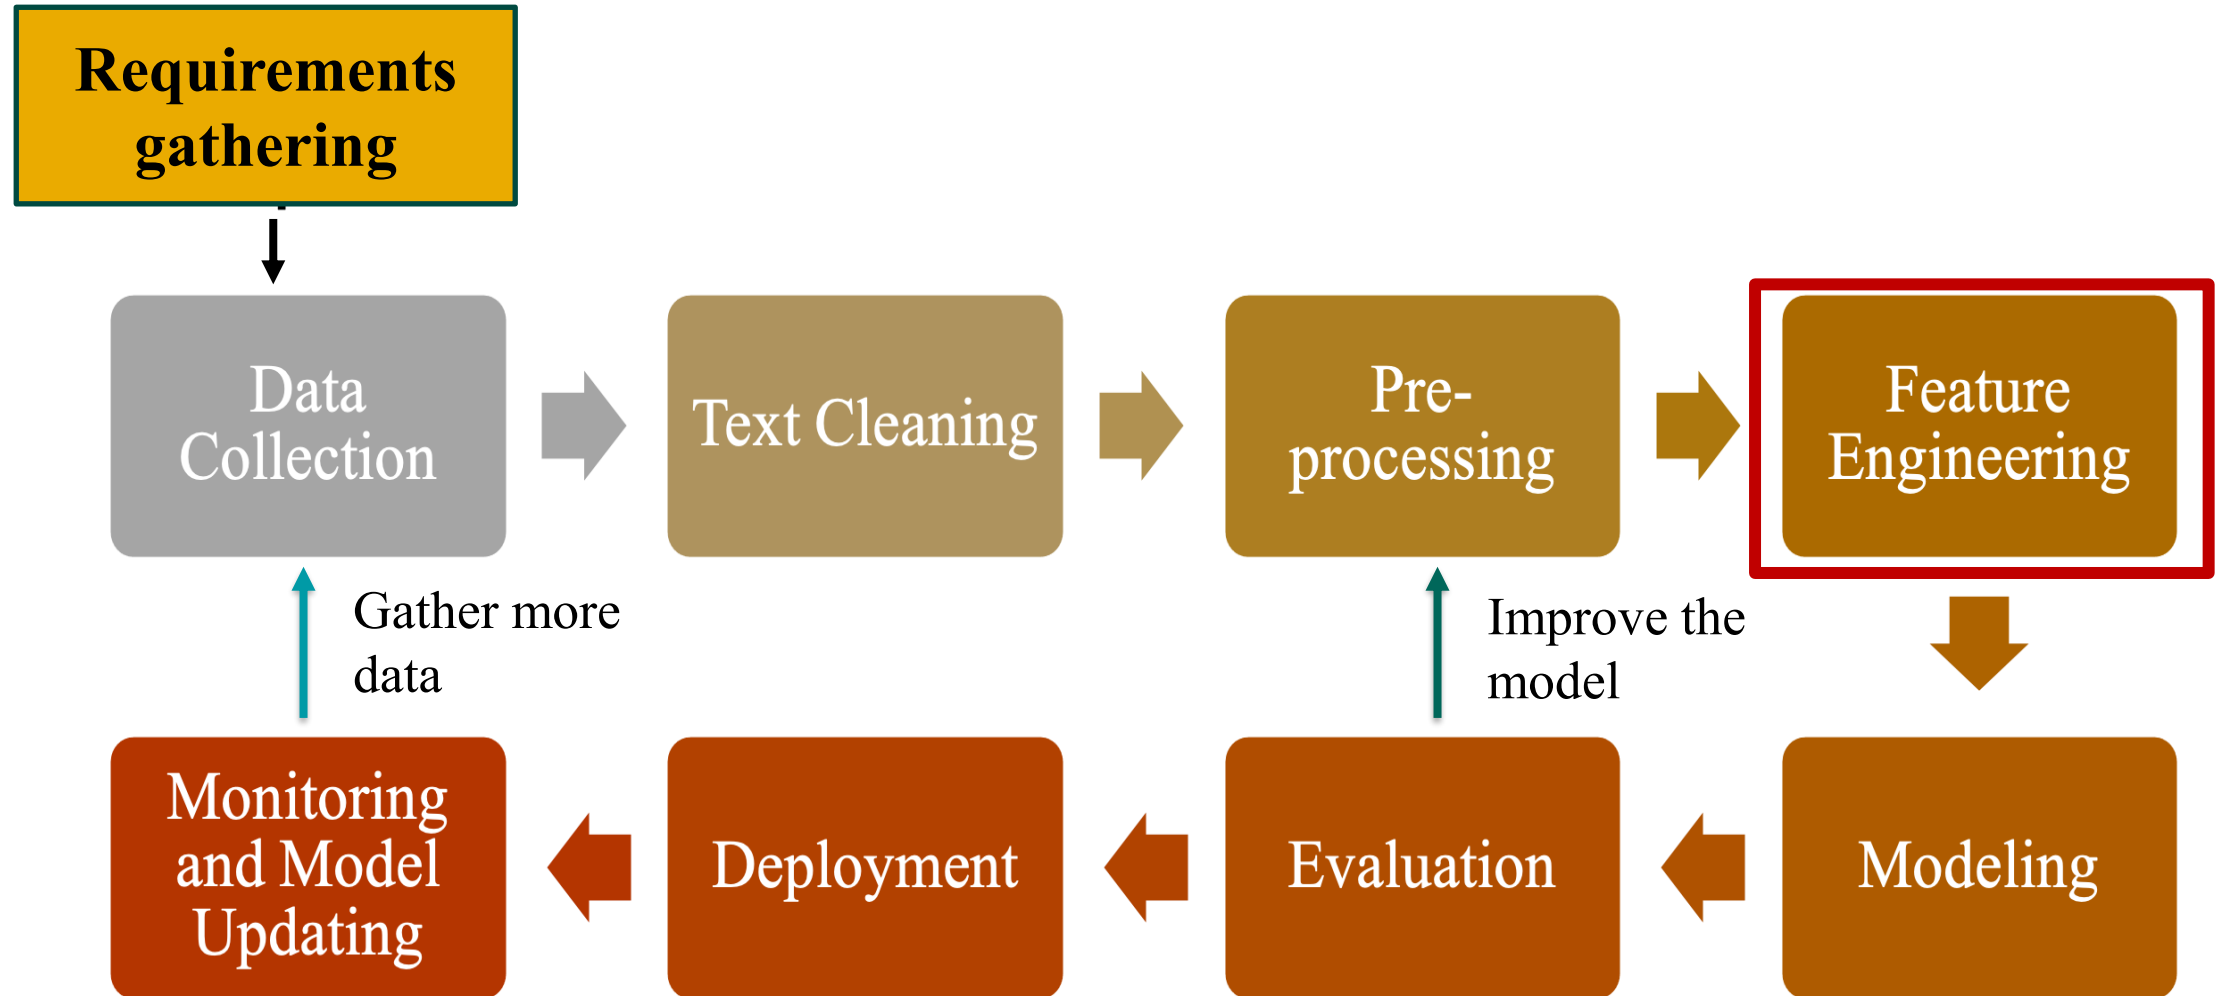 Requirements
gathering
Data
Collection
Text Cleaning
Pre-
processing
Feature
Engineering
Gather more
data
Improve the
model
Monitoring
and Model
Updating
Deployment
Evaluation
Modeling